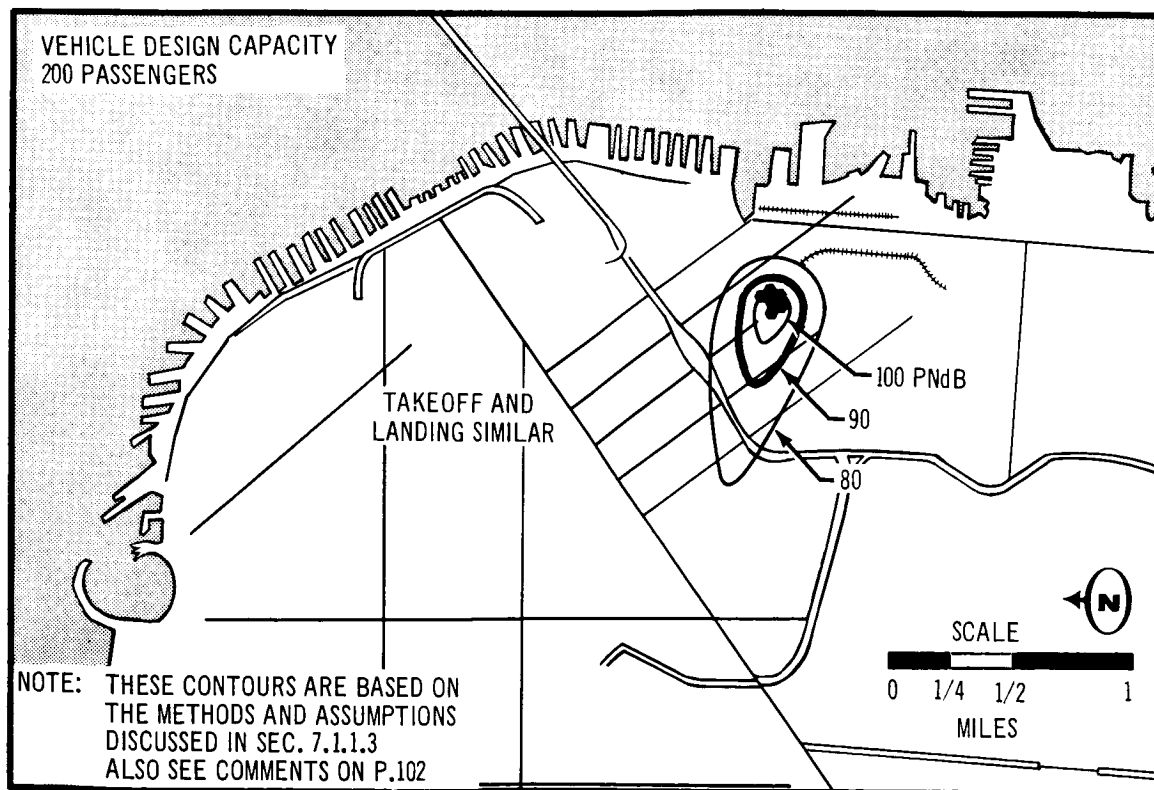 VEHICLE DESIGN CAPACITY
200 PASSENGERS
TAKEOFF AND
LANDING SIMILAR
100 PNdB
90
80
N
SCALE
0 1/4 1/2 1
MILES
NOTE: THESE CONTOURS ARE BASED ON
THE METHODS AND ASSUMPTIONS
DISCUSSED IN SEC. 7.1.1.3
ALSO SEE COMMENTS ON P.102